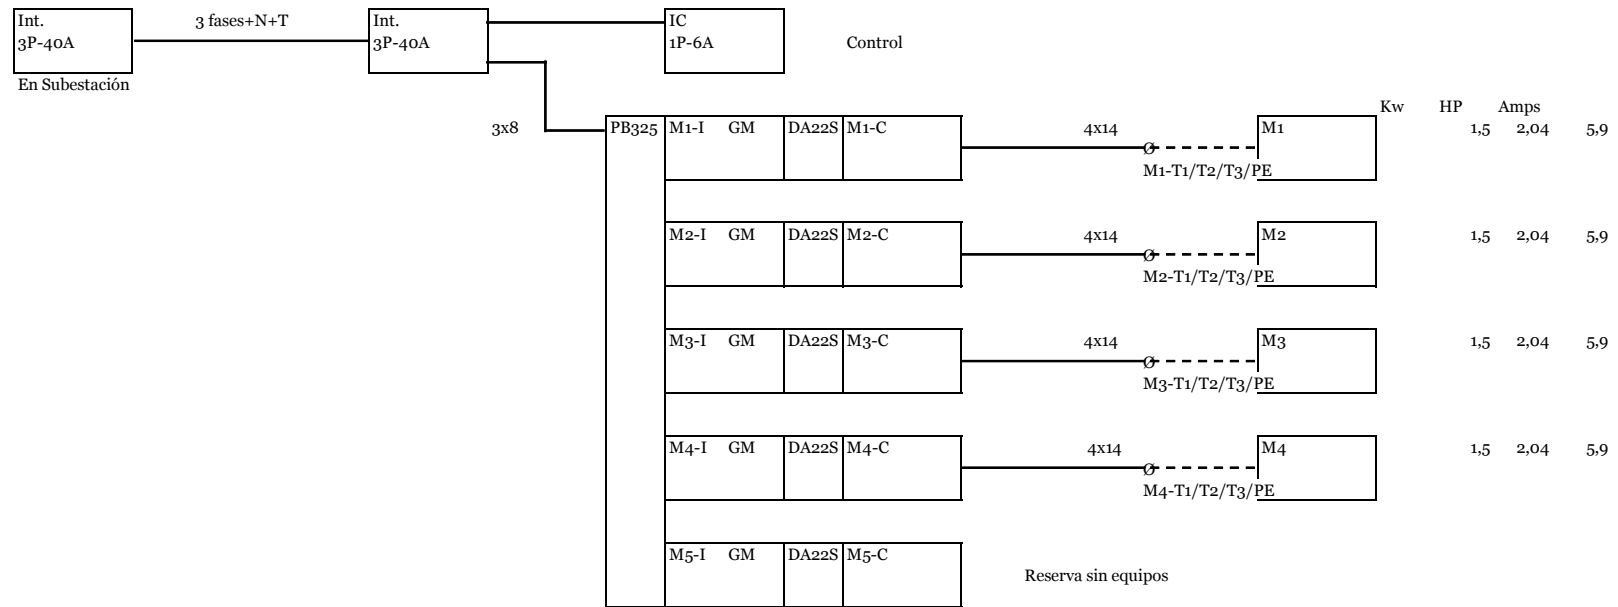 Int. 3 fases+N+T Int. IC
3P-40A 3P-40A 1P-6A Control
En Subestación
Kw HP Amps
3x8 PB325 M1-I GM DA22S M1-C 4x14 M1 1,5 2,04 5,9
Ø
M1-T1/T2/T3/PE
M2-I GM DA22S M2-C 4x14 M2 1,5 2,04 5,9
Ø
M2-T1/T2/T3/PE
M3-I GM DA22S M3-C 4x14 M3 1,5 2,04 5,9
Ø
M3-T1/T2/T3/PE
M4-I GM DA22S M4-C 4x14 M4 1,5 2,04 5,9
Ø
M4-T1/T2/T3/PE
M5-I GM DA22S M5-C
Reserva sin equipos